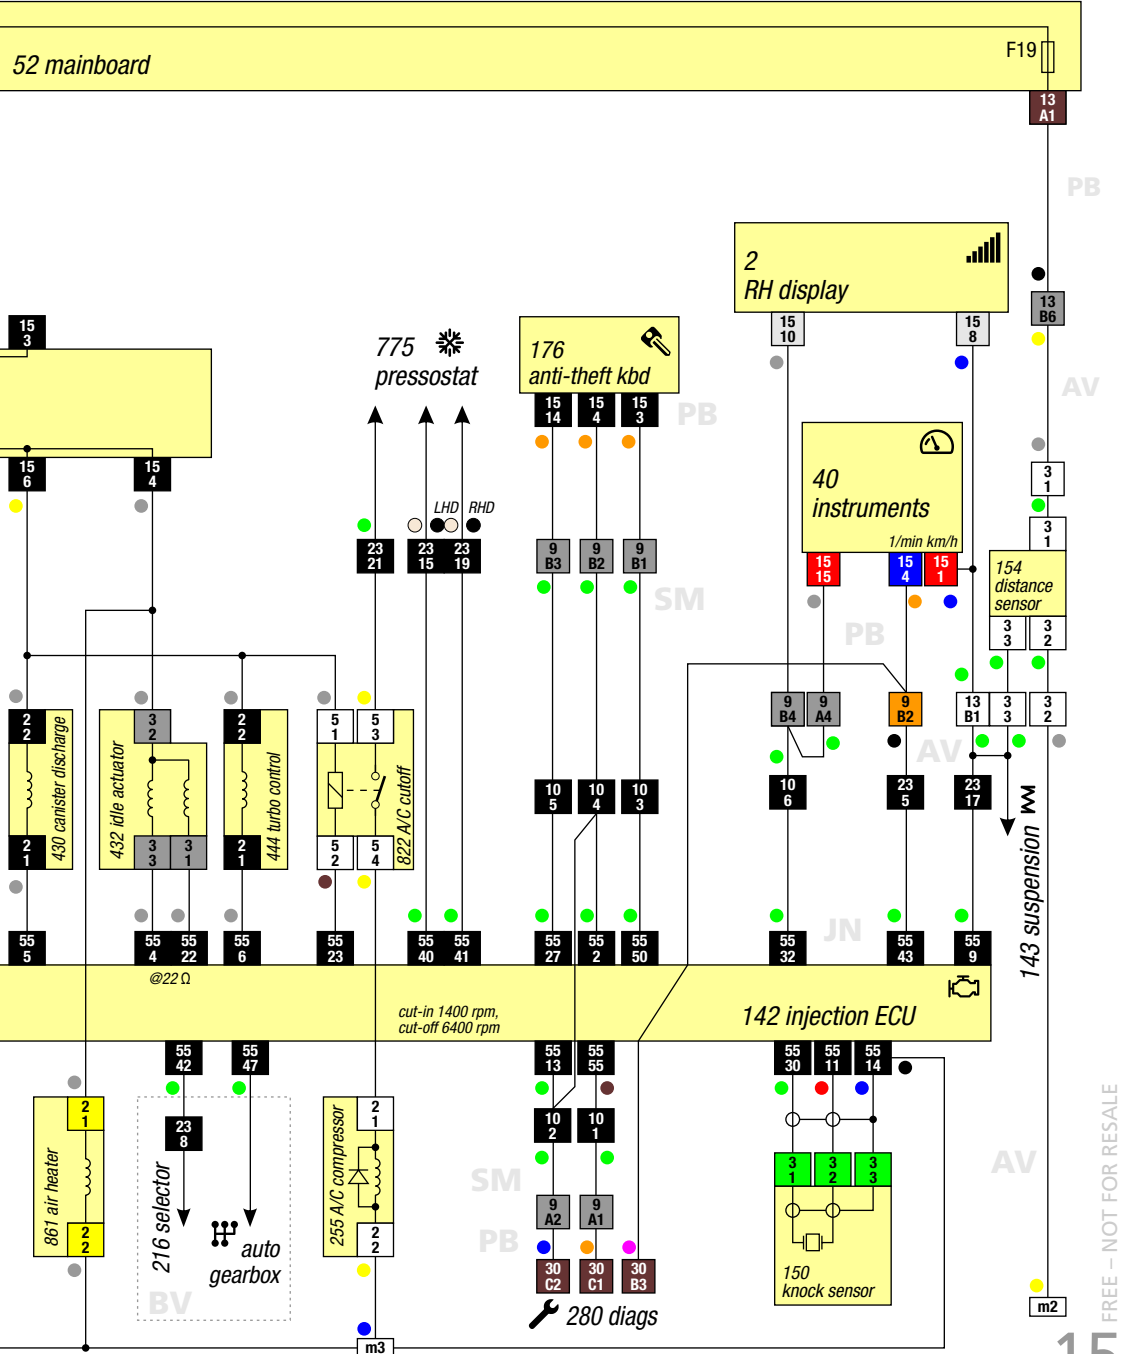 52 mainboard
F19
13
A1
PB
2
RH display
15
10
15
8
13
B6
AV
15
3
775
pressostat
176
anti-theft kbd
15
14
15
4
15
3
PB
40
instruments
1/min km/h
15
15
15
4
15
1
3
1
3
1
154
distance
sensor
3
3
3
2
15
6
15
4
LHD RHD
23
21
23
15
23
19
9
B3
9
B2
9
B1
SM
PB
2
2
430 canister discharge
2
1
3
2
432 idle actuator
3
3
3
1
2
2
444 turbo control
2
1
5
1
5
3
822 A/C cutoff
5
2
5
4
9
B4
9
A4
9
B2
AV
13
B1
3
3
3
2
10
5
10
4
10
3
10
6
23
5
23
17
143 suspension
JN
55
5
55
4
55
22
55
6
55
23
55
40
55
41
55
27
55
2
55
50
55
32
55
43
55
9
@22 Ω
cut-in 1400 rpm,
cut-off 6400 rpm
142 injection ECU
55
42
55
47
55
13
55
55
55
30
55
11
55
14
2
1
861 air heater
2
2
23
8
216 selector
auto
gearbox
BV
2
1
255 A/C compressor
2
2
10
2
10
1
SM
PB
9
A2
9
A1
30
C2
30
C1
30
B3
280 diags
3
1
3
2
3
3
150
knock sensor
AV
m3
m2
FREE – NOT FOR RESALE
15